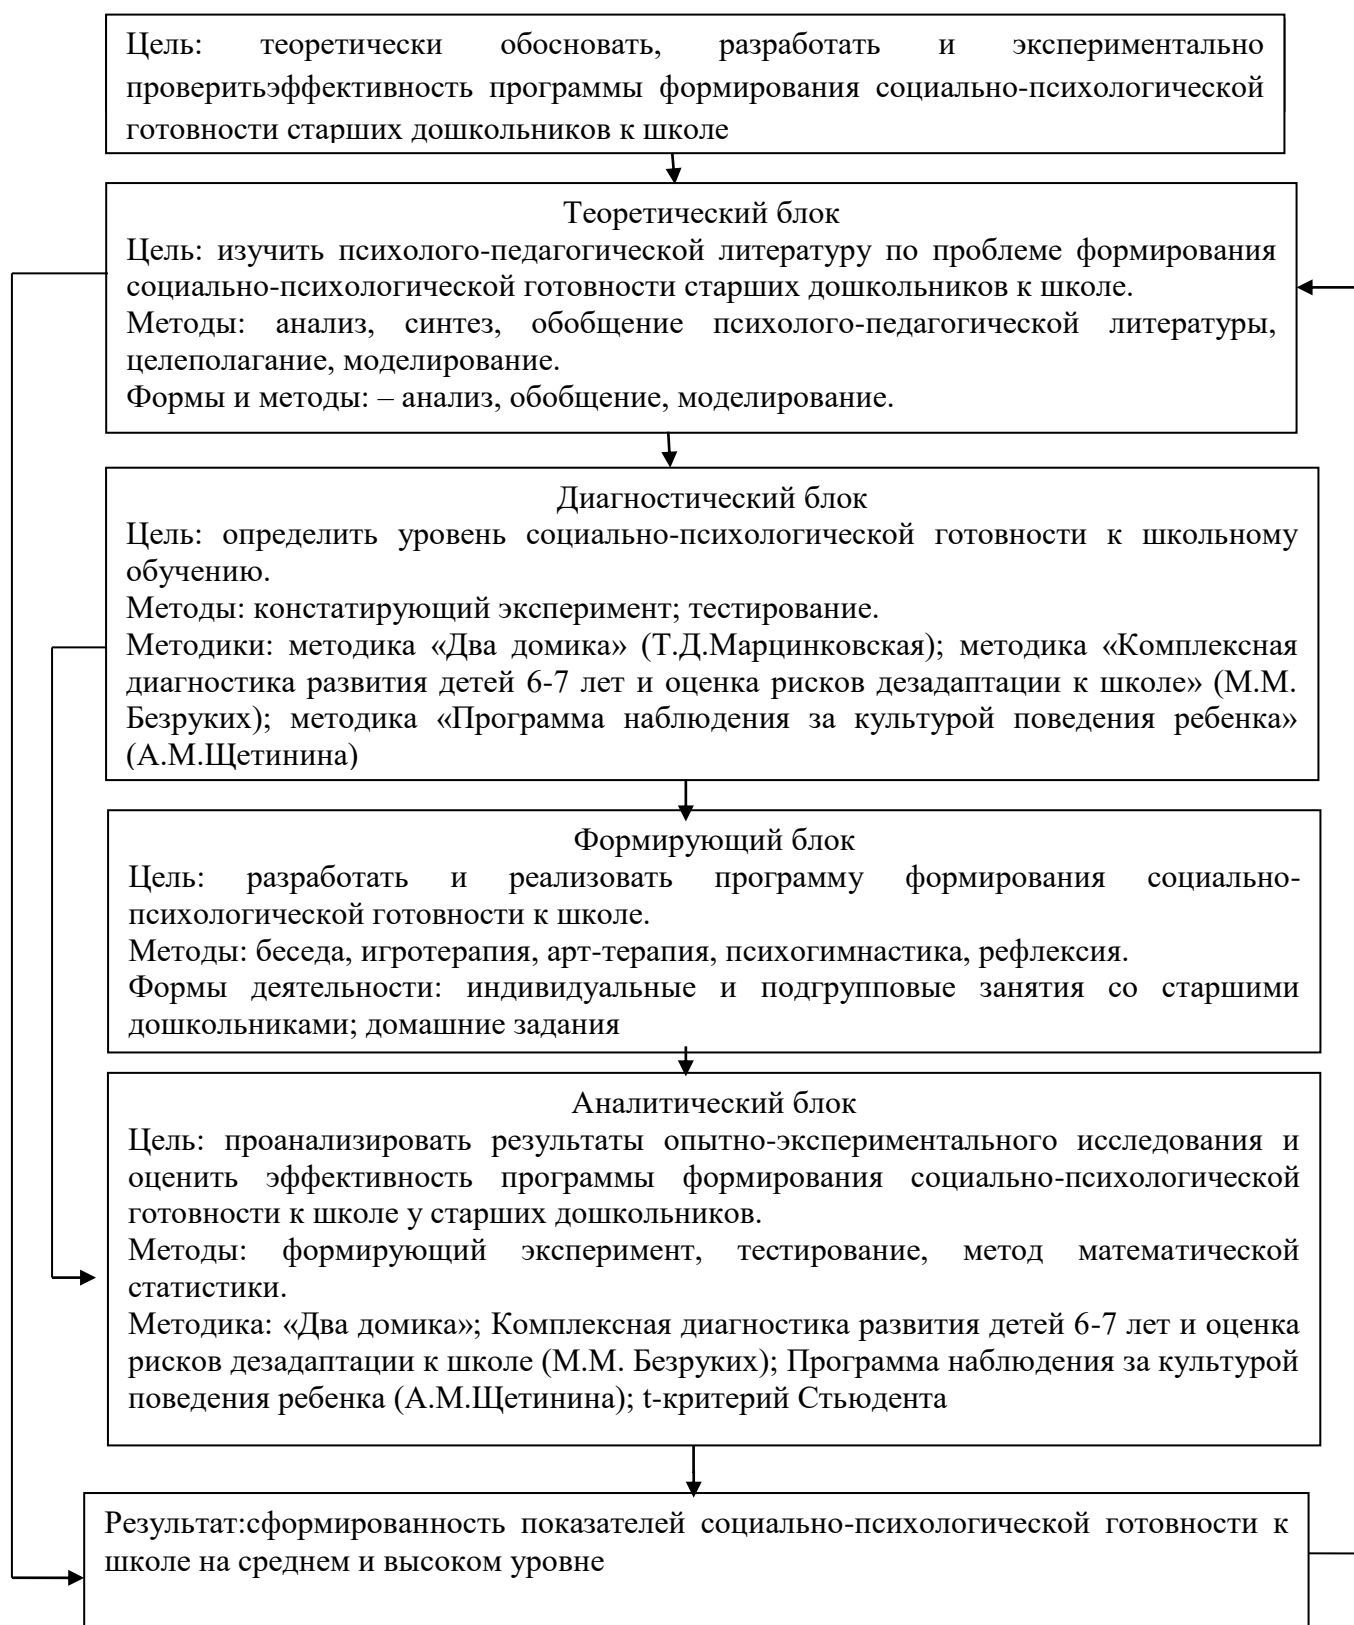 Цель: теоретически обосновать, разработать и экспериментально
проверитьэффективность программы формирования социально-психологической
готовности старших дошкольников к школе
Теоретический блок
Цель: изучить психолого-педагогической литературу по проблеме формирования
социально-психологической готовности старших дошкольников к школе.
Методы: анализ, синтез, обобщение психолого-педагогической литературы,
целеполагание, моделирование.
Формы и методы: – анализ, обобщение, моделирование.
Диагностический блок
Цель: определить уровень социально-психологической готовности к школьному
обучению.
Методы: констатирующий эксперимент; тестирование.
Методики: методика «Два домика» (Т.Д.Марцинковская); методика «Комплексная
диагностика развития детей 6-7 лет и оценка рисков дезадаптации к школе» (М.М.
Безруких); методика «Программа наблюдения за культурой поведения ребенка»
(А.М.Щетинина)
Формирующий блок
Цель: разработать и реализовать программу формирования социально-
психологической готовности к школе.
Методы: беседа, игротерапия, арт-терапия, психогимнастика, рефлексия.
Формы деятельности: индивидуальные и подгрупповые занятия со старшими
дошкольниками; домашние задания
Аналитический блок
Цель: проанализировать результаты опытно-экспериментального исследования и
оценить эффективность программы формирования социально-психологической
готовности к школе у старших дошкольников.
Методы: формирующий эксперимент, тестирование, метод математической
статистики.
Методика: «Два домика»; Комплексная диагностика развития детей 6-7 лет и оценка
рисков дезадаптации к школе (М.М. Безруких); Программа наблюдения за культурой
поведения ребенка (А.М.Щетинина); t-критерий Стьюдента
Результат:сформированность показателей социально-психологической готовности к
школе на среднем и высоком уровне